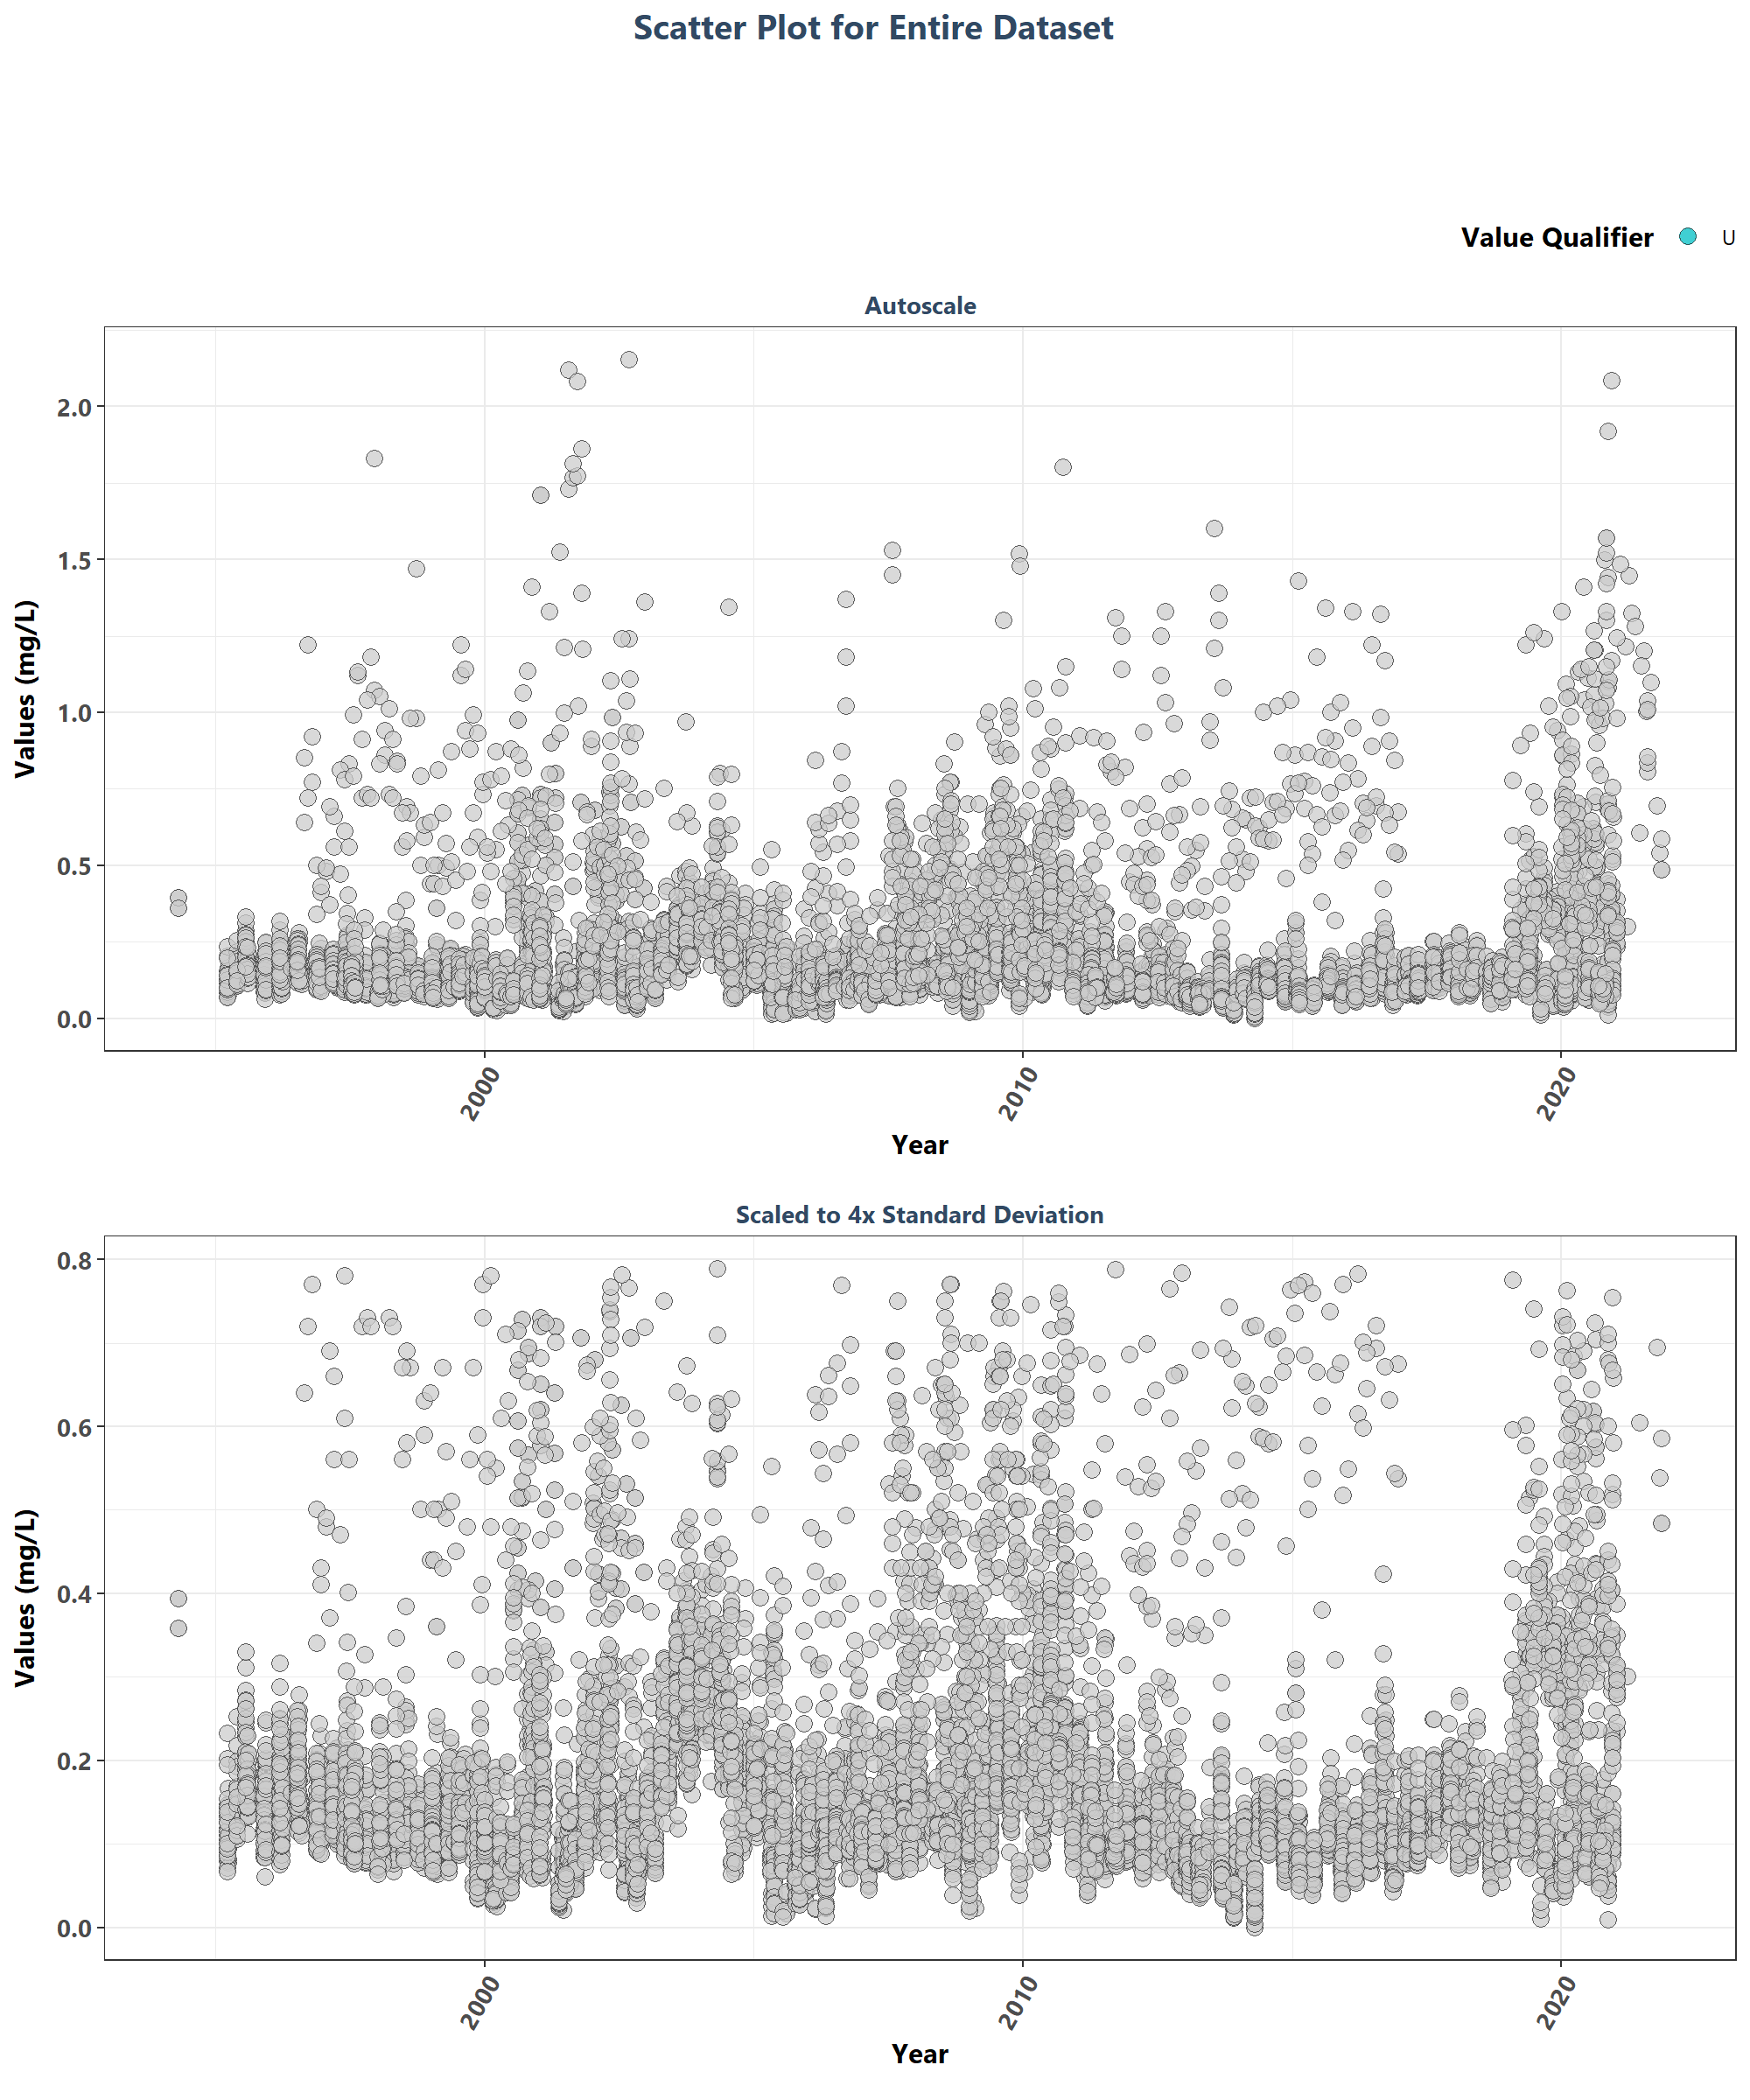 Scatter Plot for Entire Dataset
Value Qualifier U
Autoscale
Values (mg/L)
2.0
1.5
1.0
0.5
0.0
2000 2010 2020
Year
Scaled to 4x Standard Deviation
Values (mg/L)
0.8
0.6
0.4
0.2
0.0
2000 2010 2020
Year